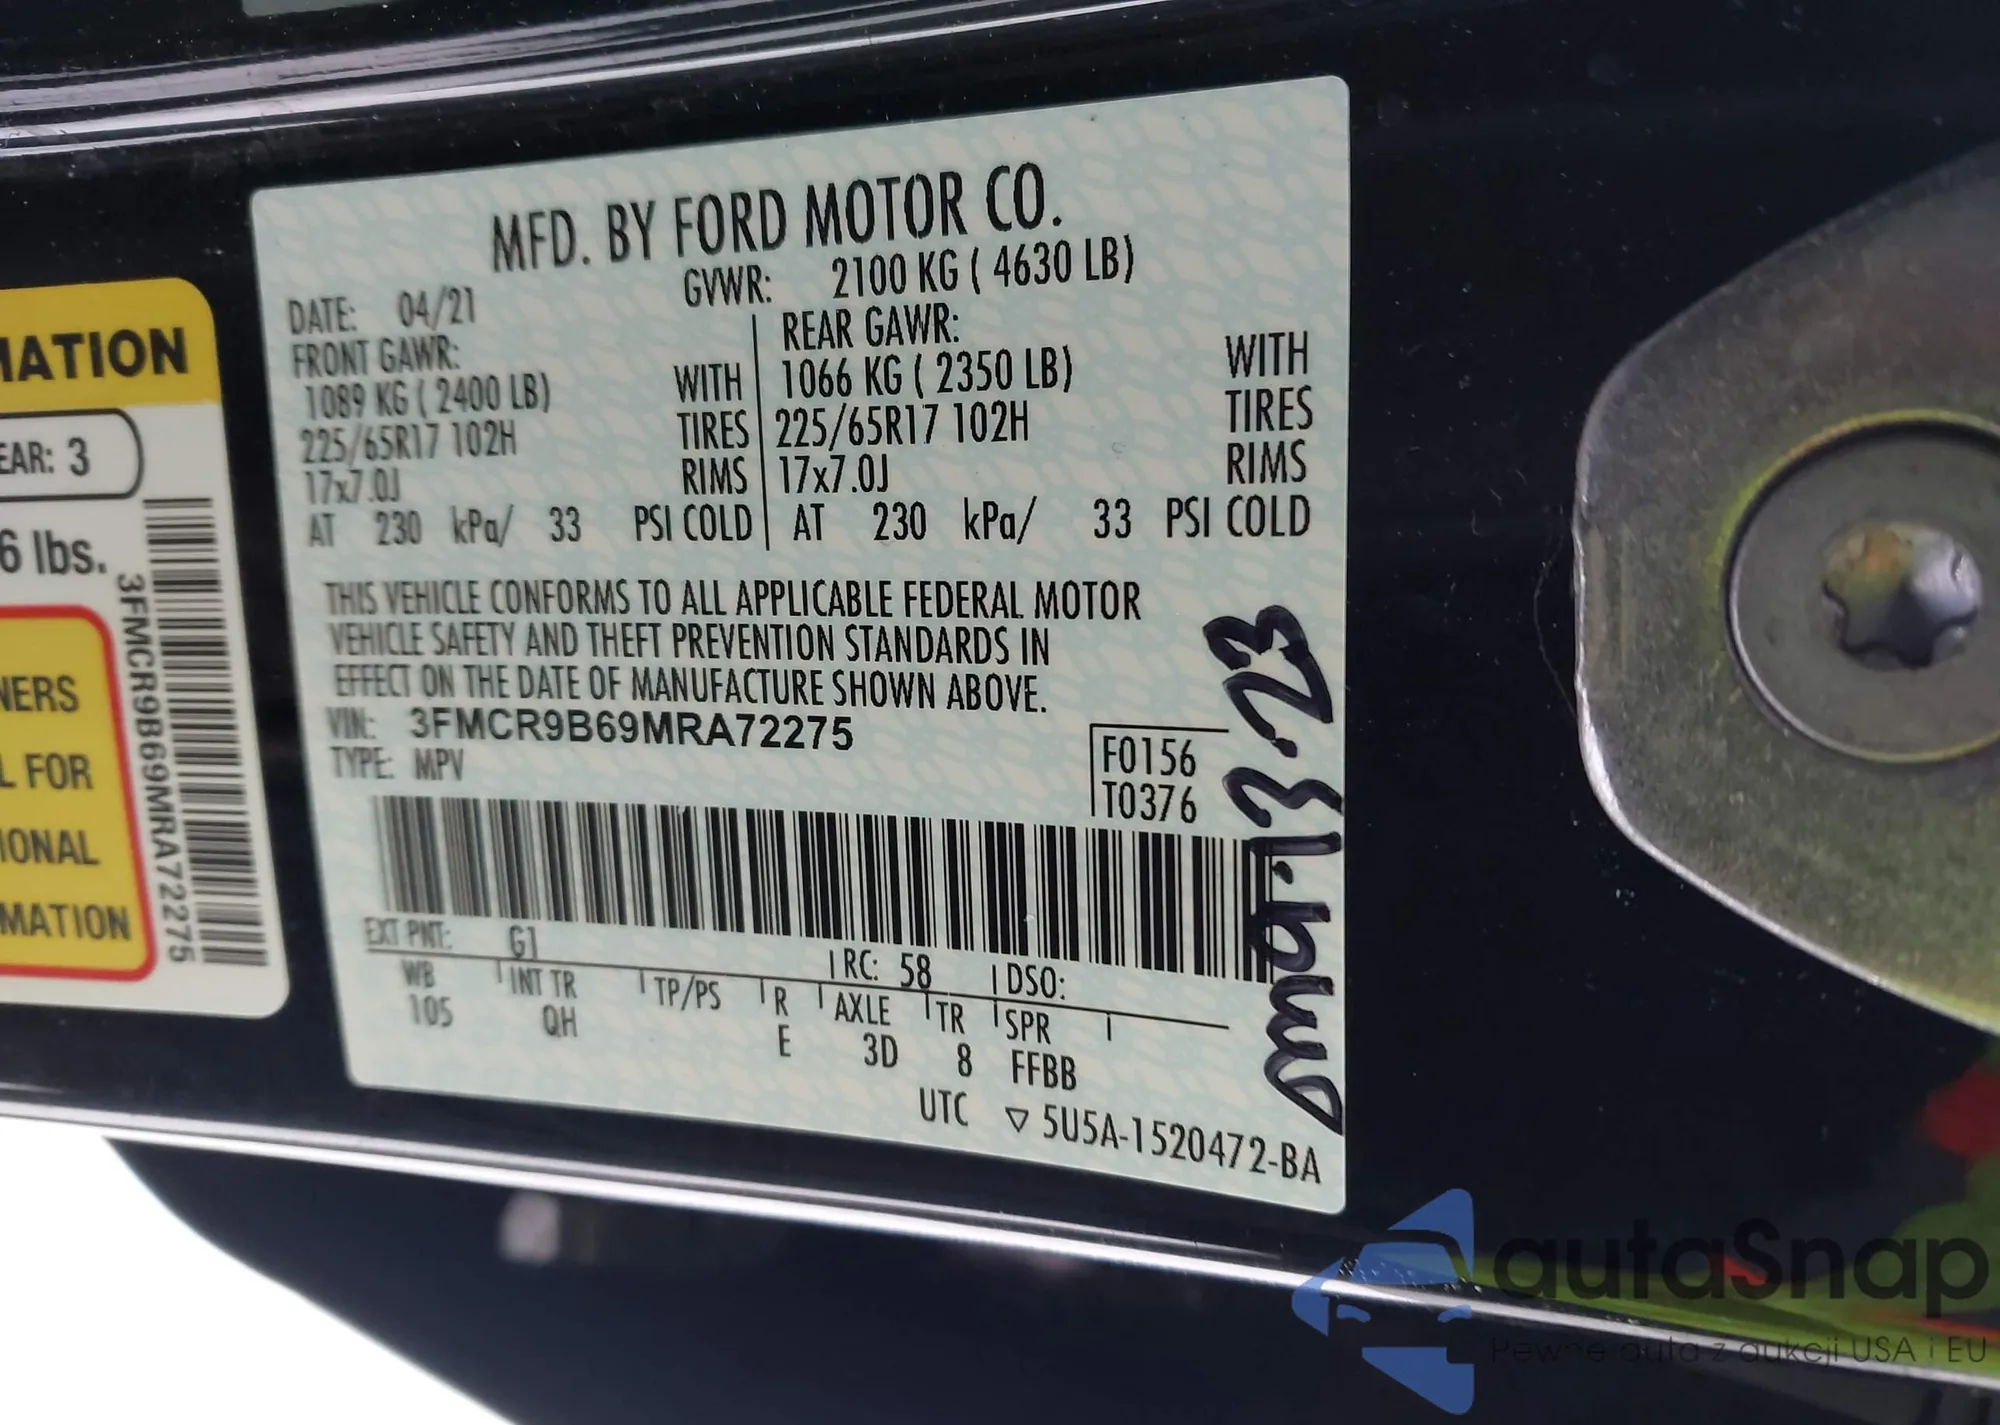 MATION
EAR: 3
6 lbs.
NERS
L FOR
IONAL
MATION
3FMCR9B69MRA72275
MFD. BY FORD MOTOR CO.
DATE: 04/21 GVWR: 2100 KG ( 4630 LB)
FRONT GAWR: REAR GAWR:
1089 KG ( 2400 LB) WITH 1066 KG ( 2350 LB) WITH
225/65R17 102H TIRES 225/65R17 102H TIRES
17x7.0J RIMS 17x7.0J RIMS
AT 230 kPa/ 33 PSI COLD AT 230 kPa/ 33 PSI COLD
THIS VEHICLE CONFORMS TO ALL APPLICABLE FEDERAL MOTOR
VEHICLE SAFETY AND THEFT PREVENTION STANDARDS IN
EFFECT ON THE DATE OF MANUFACTURE SHOWN ABOVE.
VIN: 3FMCR9B69MRA72275
TYPE: MPV
F0156
T0376
EXT PNT: G1 RC: 58 DSO:
WB INT TR TP/PS R AXLE TR SPR
105 QH E 3D 8 FFBB
UTC ▽ 5U5A-1520472-BA
autaSnap
Pewne auta z aukcji USA i EU